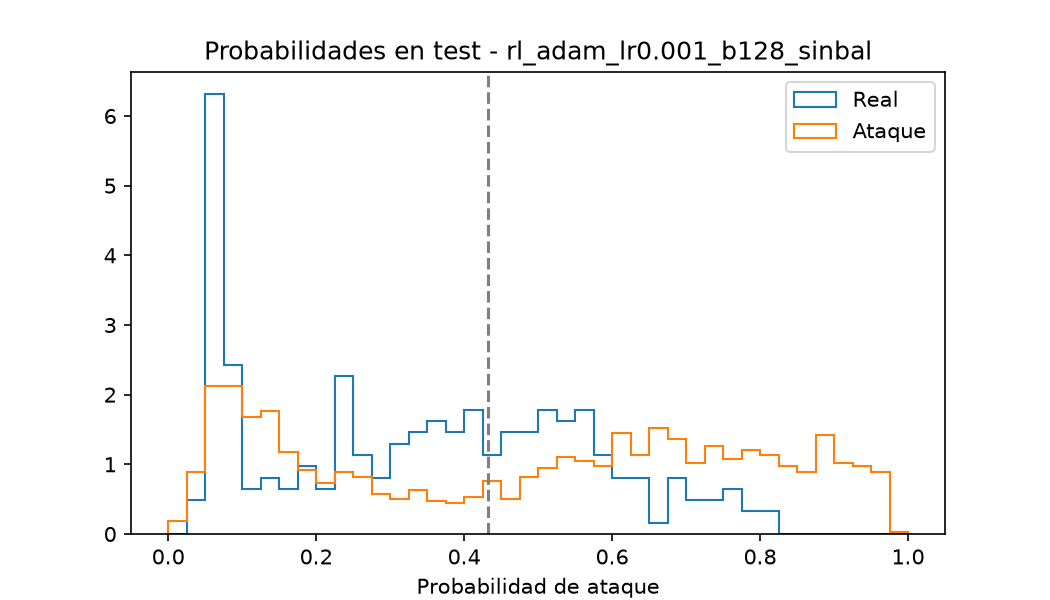 Probabilidades en test - rl_adam_lr0.001_b128_sinbal
Real
Ataque
6
5
4
3
2
1
0
0.0 0.2 0.4 0.6 0.8 1.0
Probabilidad de ataque